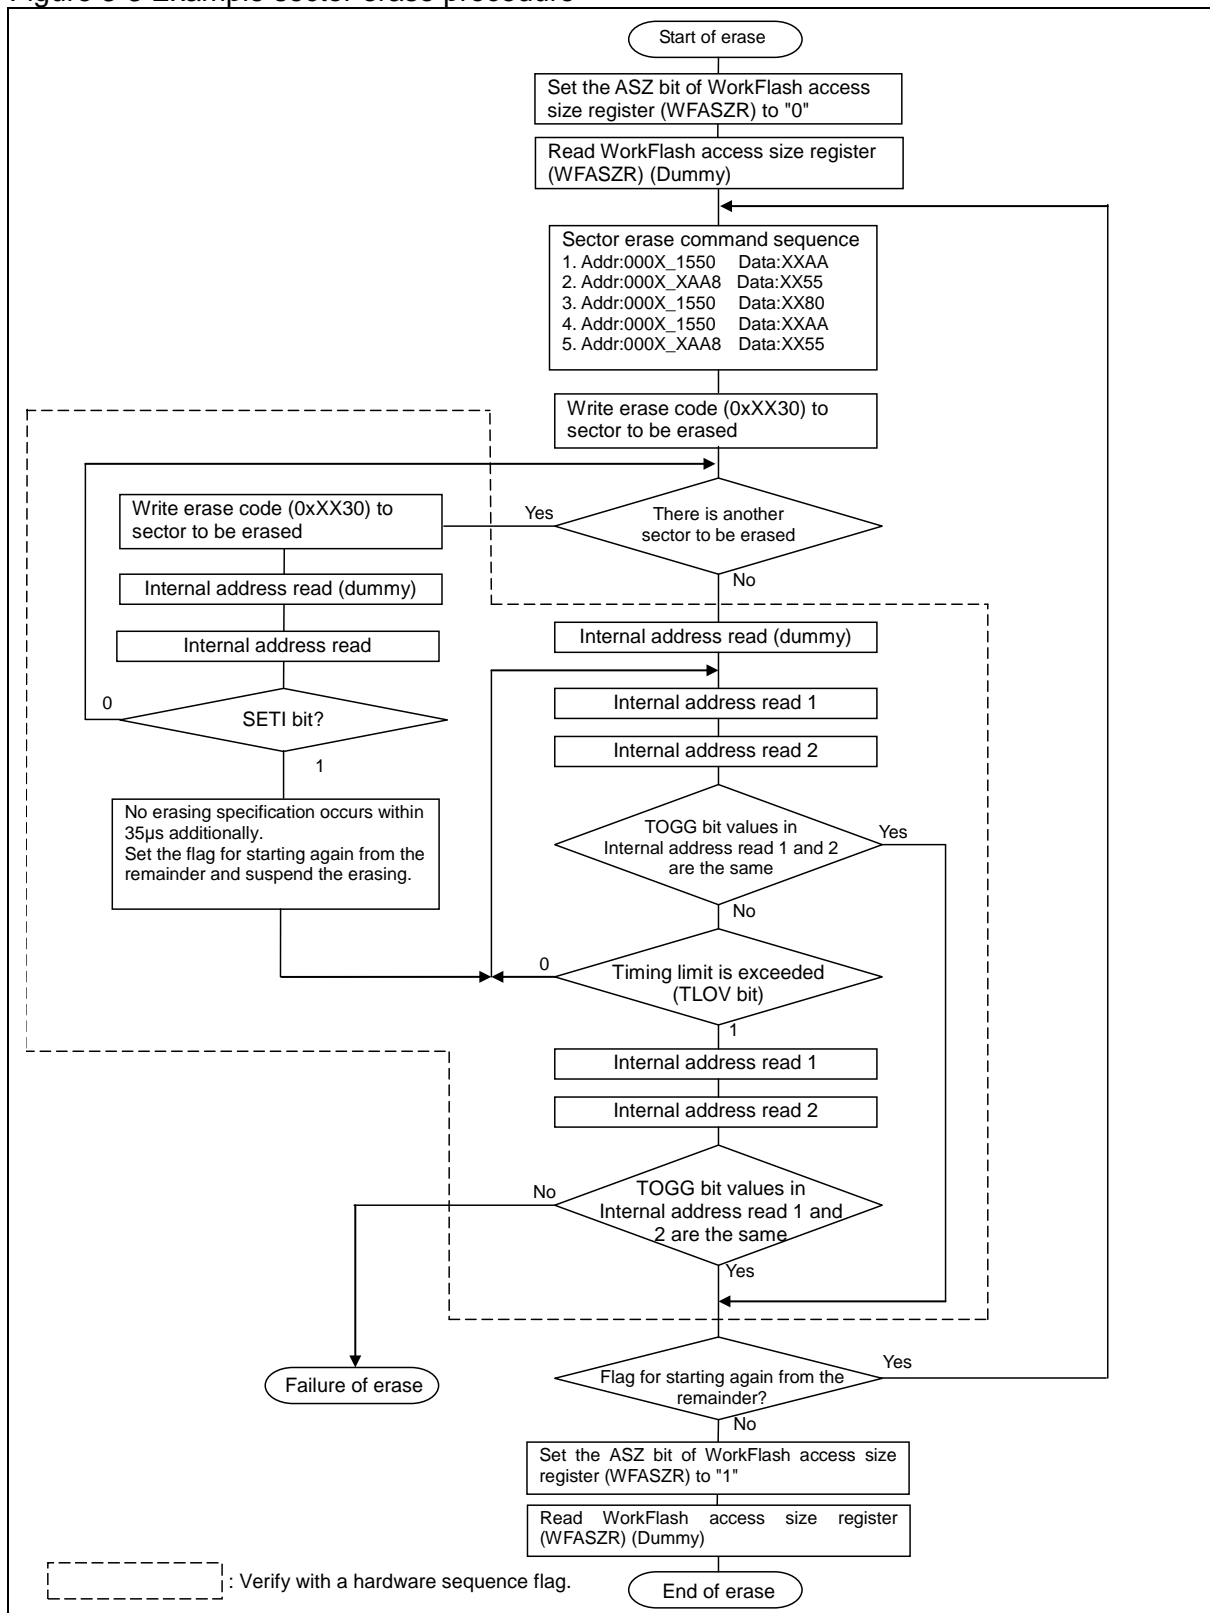 Start of erase
Set the ASZ bit of WorkFlash access
size register (WFASZR) to "0"
Read WorkFlash access size register
(WFASZR) (Dummy)
Sector erase command sequence
1. Addr:000X_1550 Data:XXAA
2. Addr:000X_XAA8 Data:XX55
3. Addr:000X_1550 Data:XX80
4. Addr:000X_1550 Data:XXAA
5. Addr:000X_XAA8 Data:XX55
Write erase code (0xXX30) to
sector to be erased
There is another
sector to be erased
Yes
No
Write erase code (0xXX30) to
sector to be erased
Internal address read (dummy)
Internal address read
SETI bit?
0
1
No erasing specification occurs within
35µs additionally.
Set the flag for starting again from the
remainder and suspend the erasing.
Internal address read (dummy)
Internal address read 1
Internal address read 2
TOGG bit values in
Internal address read 1 and 2
are the same
Yes
No
Timing limit is exceeded
(TLOV bit)
0
1
Internal address read 1
Internal address read 2
TOGG bit values in
Internal address read 1 and
2 are the same
No
Yes
Failure of erase
Flag for starting again from the
remainder?
Yes
No
Set the ASZ bit of WorkFlash access size
register (WFASZR) to "1"
Read WorkFlash access size register
(WFASZR) (Dummy)
End of erase
: Verify with a hardware sequence flag.